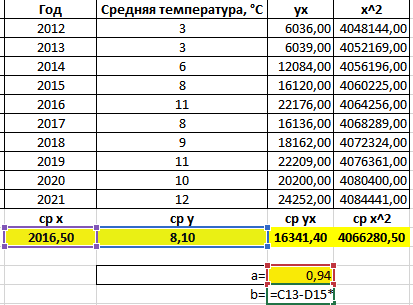 Год Средняя температура, °С yx x^2
2012 3 6036,00 4048144,00
2013 3 6039,00 4052169,00
2014 6 12084,00 4056196,00
2015 8 16120,00 4060225,00
2016 11 22176,00 4064256,00
2017 8 16136,00 4068289,00
2018 9 18162,00 4072324,00
2019 11 22209,00 4076361,00
2020 10 20200,00 4080400,00
2021 12 24252,00 4084441,00
ср x ср y ср yx ср x^2
2016,50 8,10 16341,40 4066280,50
a= 0,94
b= =C13-D15*